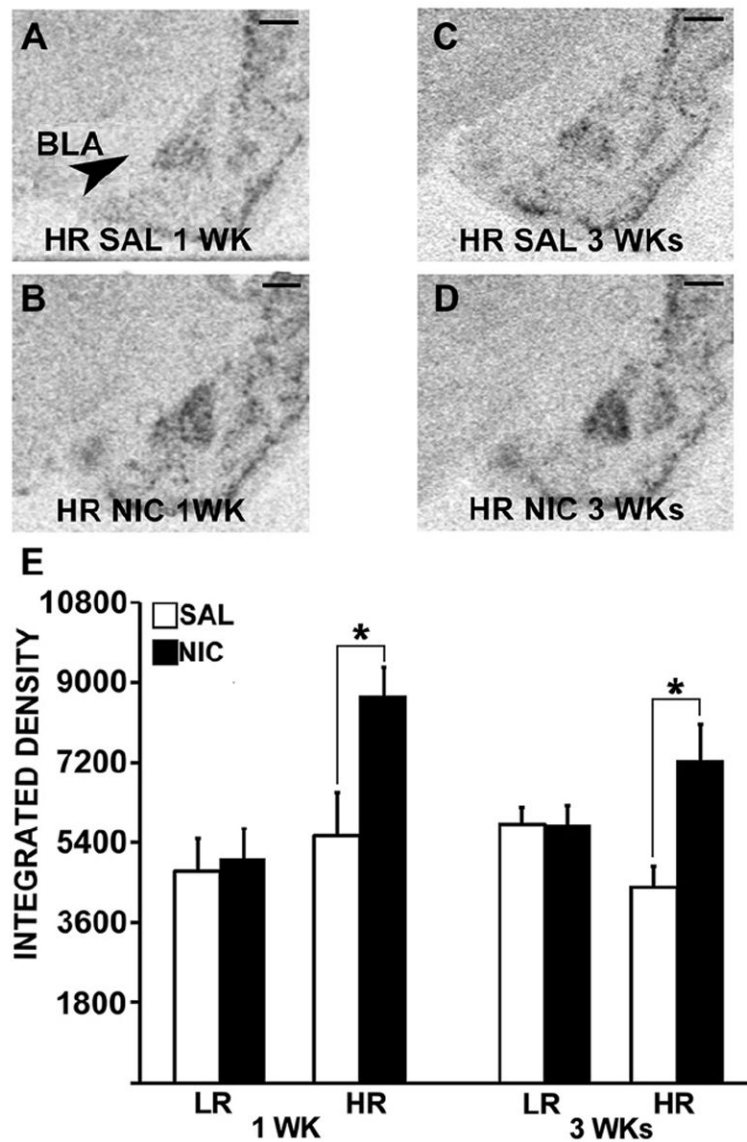 A
BLA
HR SAL 1 WK
C
HR SAL 3 WKs
B
HR NIC 1WK
D
HR NIC 3 WKs
E
INTEGRATED DENSITY
10800
9000
7200
5400
3600
1800
SAL
NIC
*
*
LR HR LR HR
1 WK 3 WKs